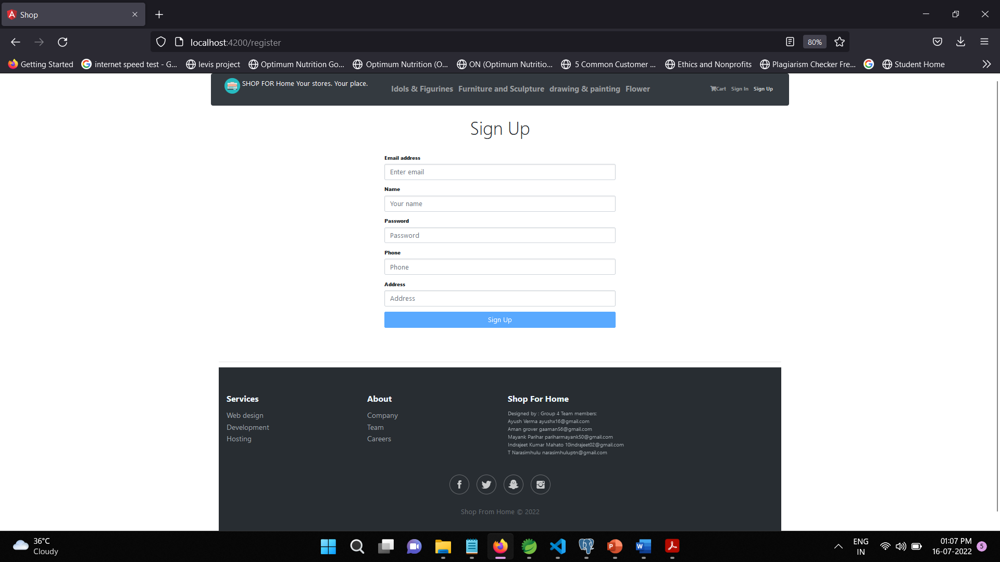 Shop
localhost:4200/register
80%
Getting Started
internet speed test - G...
levis project
Optimum Nutrition Go...
Optimum Nutrition (O...
ON (Optimum Nutritio...
5 Common Customer ...
Ethics and Nonprofits
Plagiarism Checker Fre...
Student Home
SHOP FOR Home Your stores. Your place.
Idols & Figurines
Furniture and Sculpture
drawing & painting
Flower
Cart
Sign In
Sign Up
Sign Up
Email address
Enter email
Name
Your name
Password
Password
Phone
Phone
Address
Address
Sign Up
Services
Web design
Development
Hosting
About
Company
Team
Careers
Shop For Home
Designed by : Group 4 Team members:
Ayush Verma ayushx16@gmail.com
Aman grover gaaman56@gmail.com
Mayank Parihar pariharmayank50@gmail.com
Indrajeet Kumar Mahato 10indrajeet02@gmail.com
T Narasimhulu narasimhuluptn@gmail.com
Shop From Home © 2022
36°C
Cloudy
ENG
IN
01:07 PM
16-07-2022
5